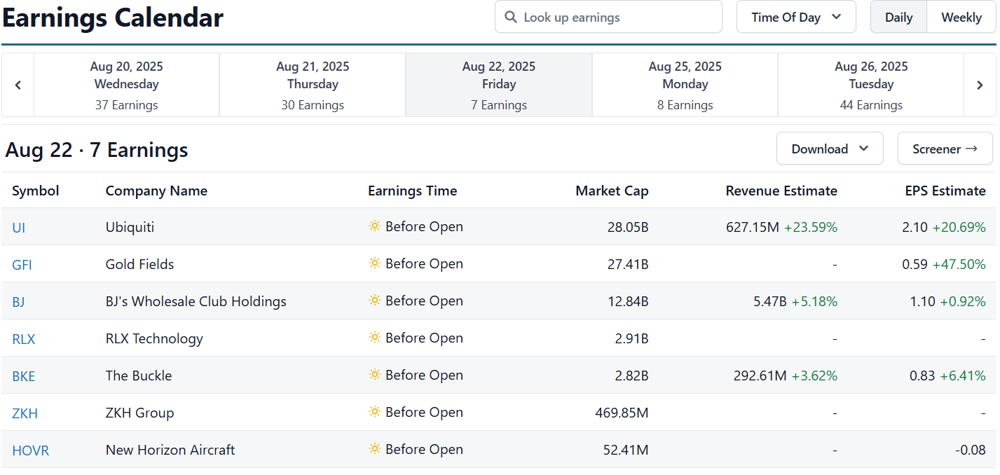 Earnings Calendar
Look up earnings
Time Of Day
Daily
Weekly
Aug 20, 2025
Wednesday
37 Earnings
Aug 21, 2025
Thursday
30 Earnings
Aug 22, 2025
Friday
7 Earnings
Aug 25, 2025
Monday
8 Earnings
Aug 26, 2025
Tuesday
44 Earnings
Aug 22 · 7 Earnings
Download
Screener →
Symbol Company Name Earnings Time Market Cap Revenue Estimate EPS Estimate
UI Ubiquiti Before Open 28.05B 627.15M +23.59% 2.10 +20.69%
GFI Gold Fields Before Open 27.41B - 0.59 +47.50%
BJ BJ's Wholesale Club Holdings Before Open 12.84B 5.47B +5.18% 1.10 +0.92%
RLX RLX Technology Before Open 2.91B - -
BKE The Buckle Before Open 2.82B 292.61M +3.62% 0.83 +6.41%
ZKH ZKH Group Before Open 469.85M - -
HOVR New Horizon Aircraft Before Open 52.41M - -0.08